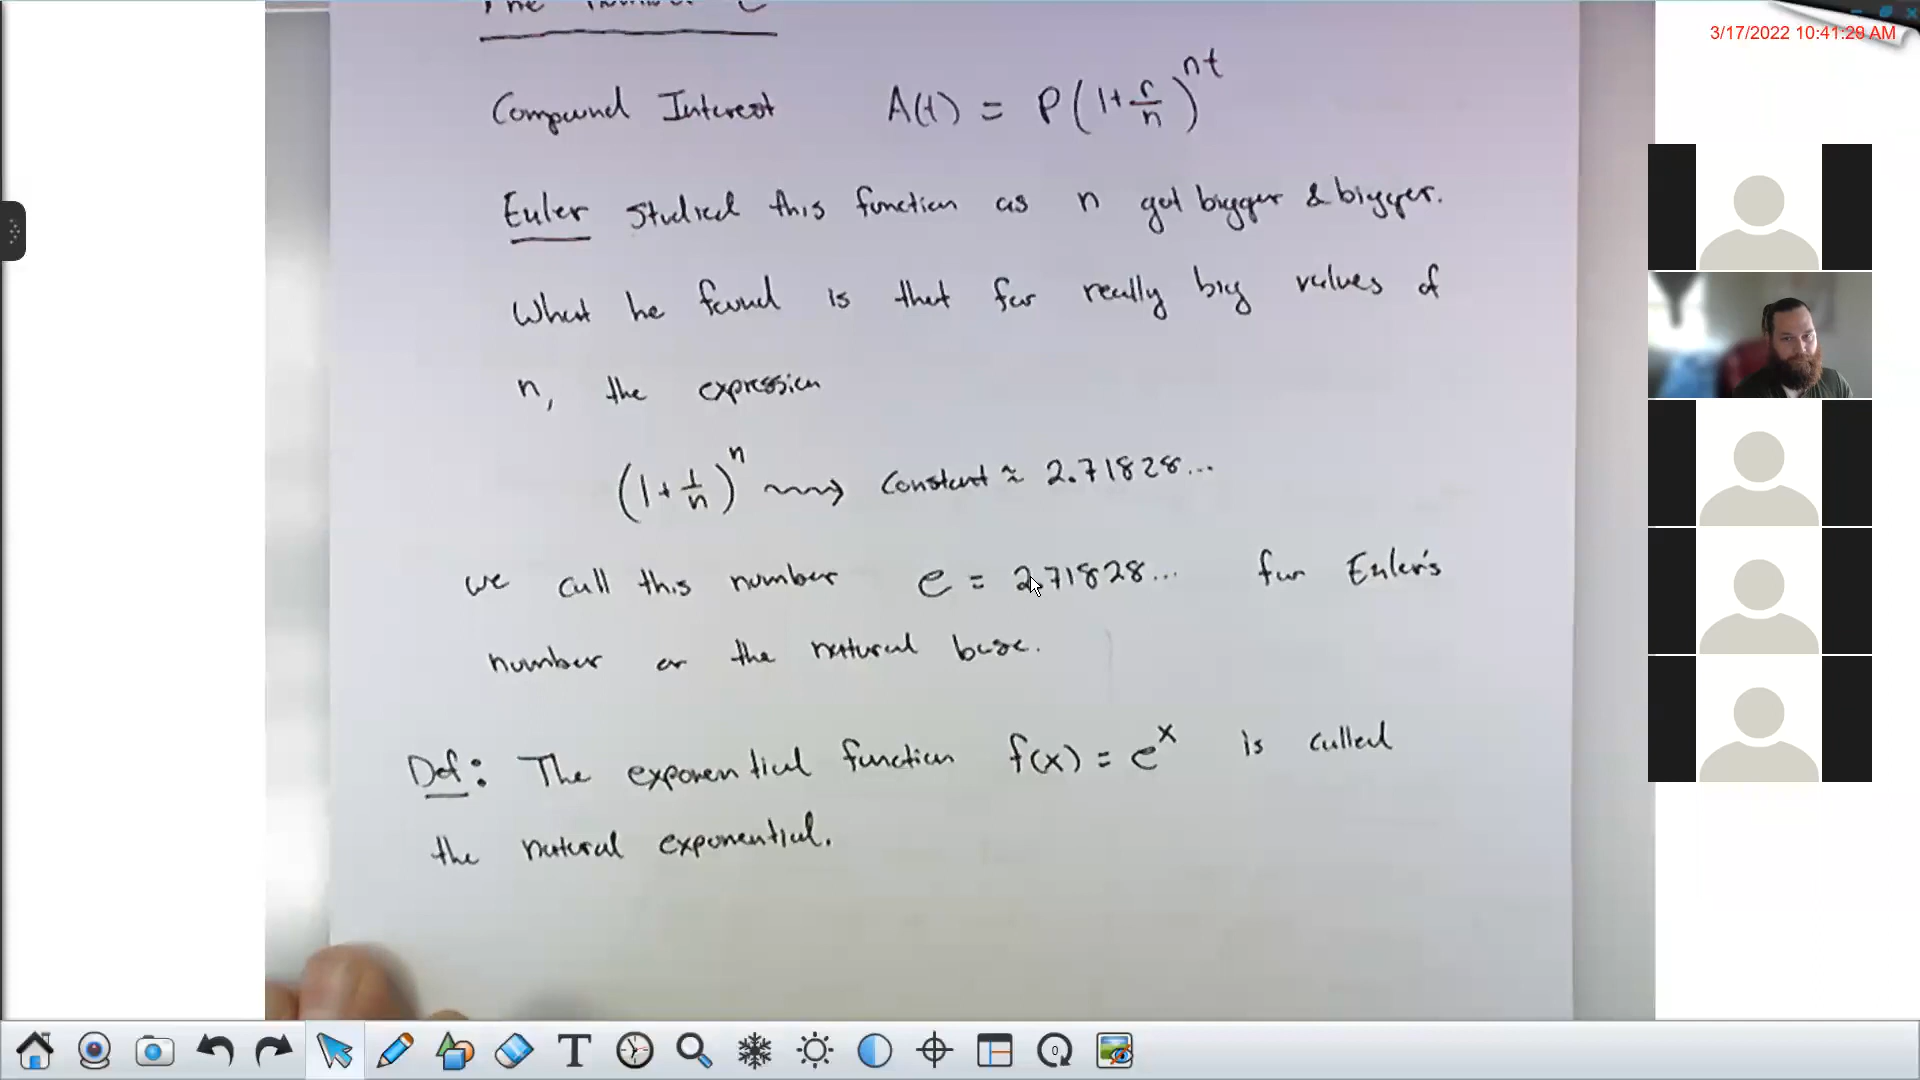 The Number e
3/17/2022 10:41:29 AM
Compound Interest A(t) = P(1+r/n)^nt
Euler studied this function as n got bigger & bigger.
What he found is that for really big values of
n, the expression
(1+1/n)^n ⟿ constant ≈ 2.71828...
we call this number e = 2.71828... for Euler's
number or the natural base.
Def: The exponential function f(x) = e^x is called
the natural exponential.
T
0